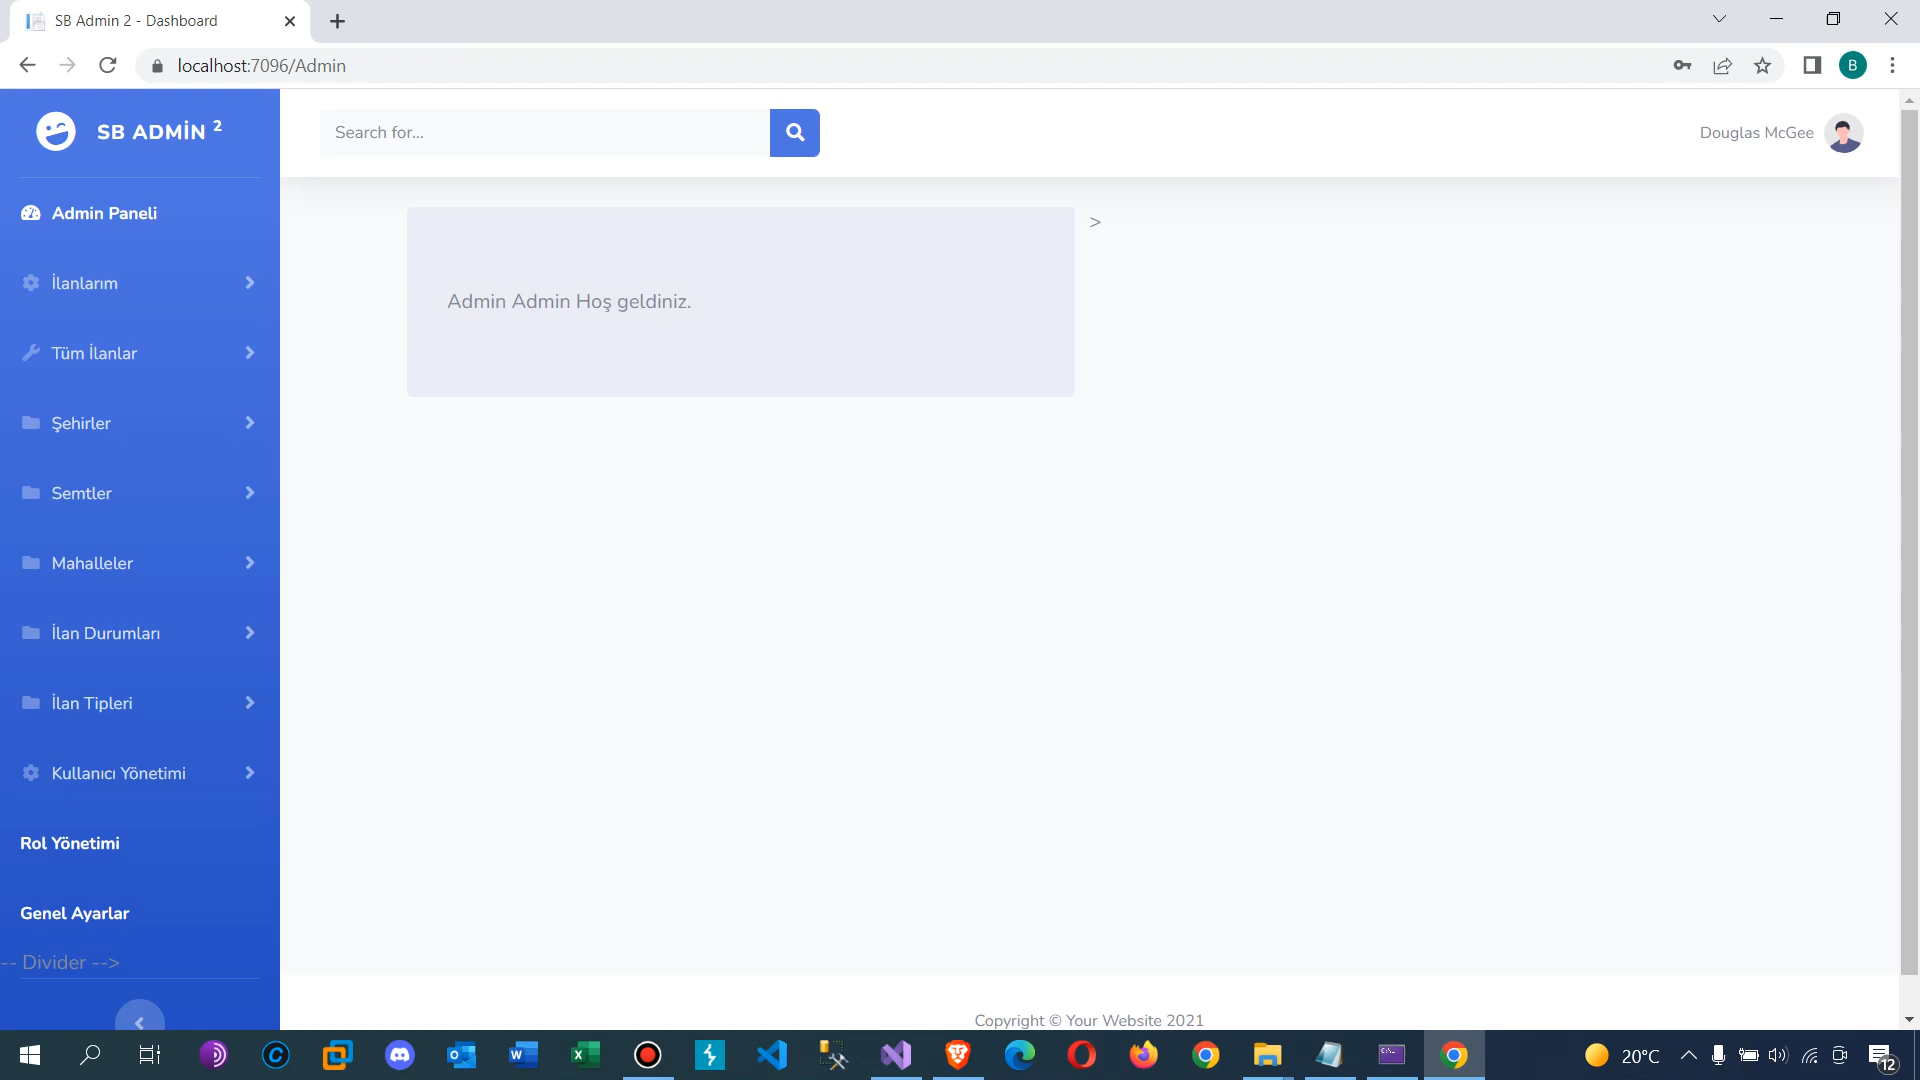 SB Admin 2 - Dashboard
localhost:7096/Admin
B
SB ADMİN 2
Search for...
Douglas McGee
Admin Paneli
>
İlanlarım
Admin Admin Hoş geldiniz.
Tüm İlanlar
Şehirler
Semtler
Mahalleler
İlan Durumları
İlan Tipleri
Kullanıcı Yönetimi
Rol Yönetimi
Genel Ayarlar
-- Divider -->
Copyright © Your Website 2021
20°C
12